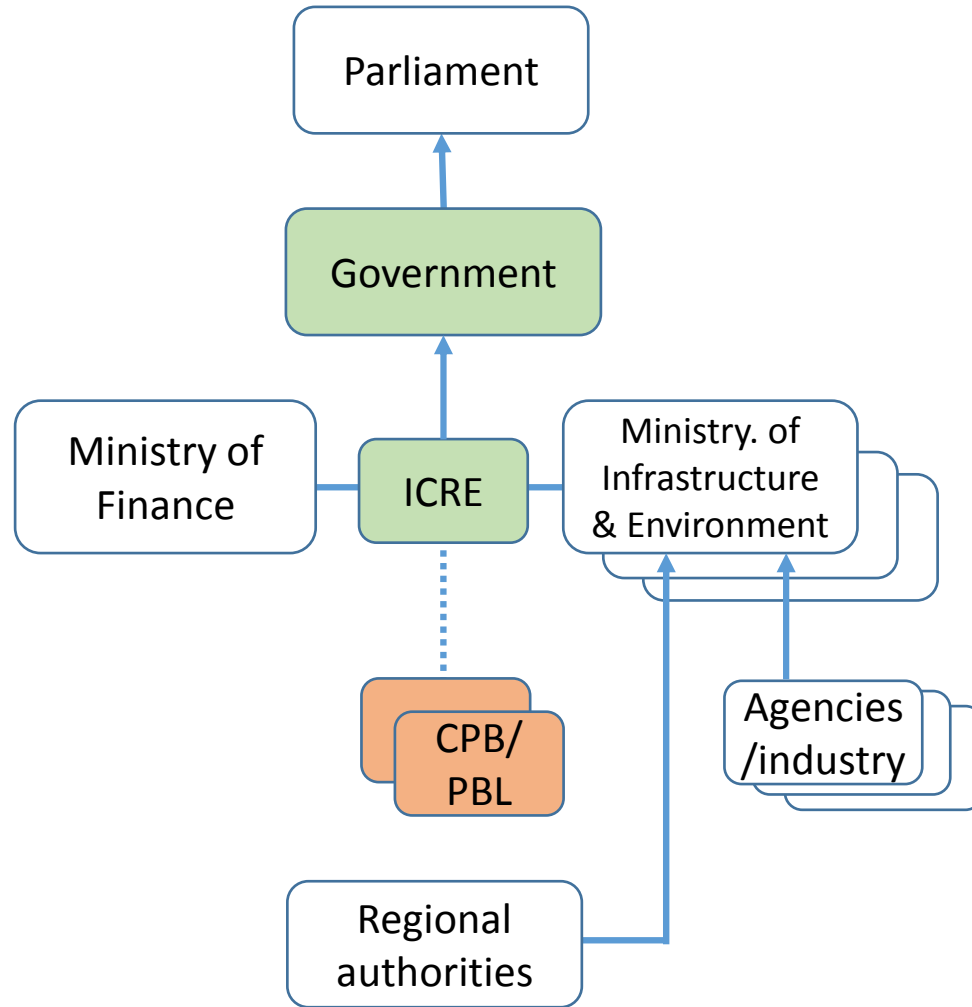 Parliament
Government
Ministry of
Finance
ICRE
Ministry. of
Infrastructure
& Environment
CPB/
PBL
Agencies
/industry
Regional
authorities